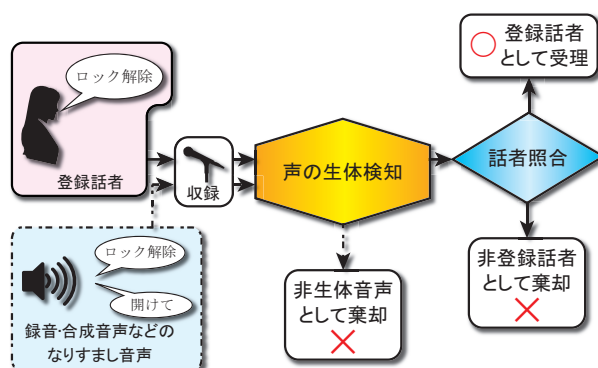 ロック解除
登録話者
収録
声の生体検知
話者照合
登録話者
として受理
ロック解除
開けて
録音･合成音声などの
なりすまし音声
非生体音声
として棄却
非登録話者
として棄却